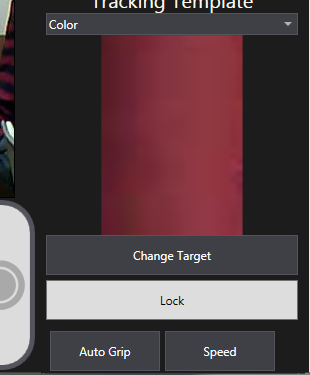 Tracking Template
Color
Change Target
Lock
Auto Grip
Speed